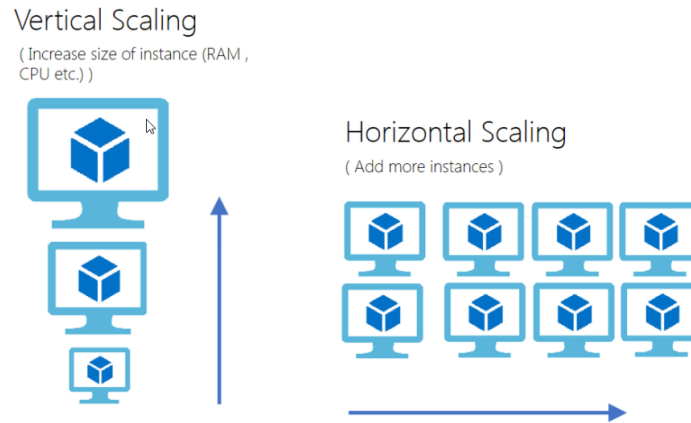 Vertical Scaling
( Increase size of instance (RAM ,
CPU etc.) )
Horizontal Scaling
( Add more instances )